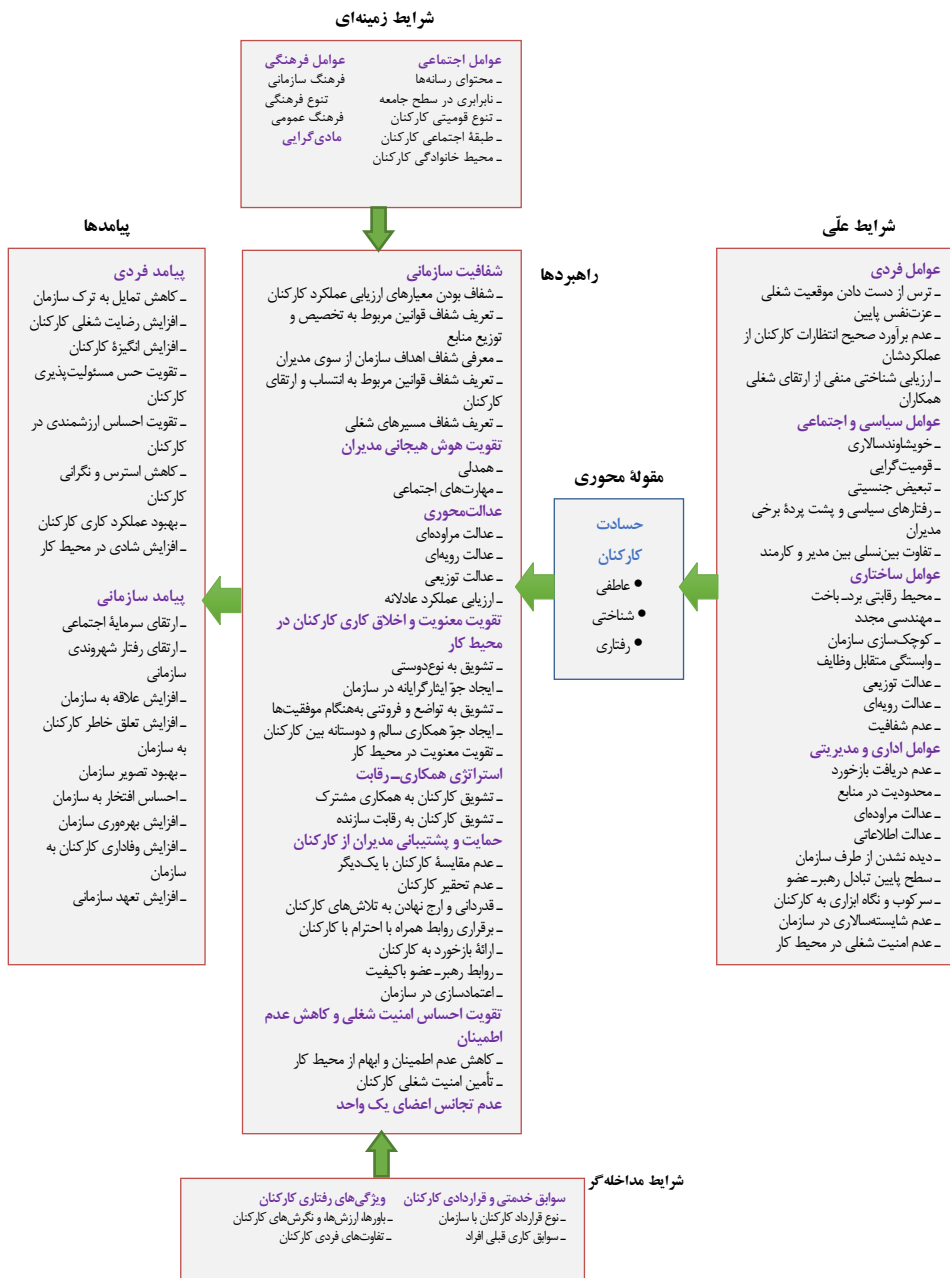 شرایط زمینه‌ای
عوامل اجتماعی
ـ محتوای رسانه‌ها
ـ نابرابری در سطح جامعه
ـ تنوع قومیتی کارکنان
ـ طبقۀ اجتماعی کارکنان
ـ محیط خانوادگی کارکنان
عوامل فرهنگی
فرهنگ سازمانی
تنوع فرهنگی
فرهنگ عمومی
مادی‌گرایی
شرایط علّی
عوامل فردی
ـ ترس از دست دادن موقعیت شغلی
ـ عزت‌نفس پایین
ـ عدم برآورد صحیح انتظارات کارکنان از
عملکردشان
ـ ارزیابی شناختی منفی از ارتقای شغلی
همکاران
عوامل سیاسی و اجتماعی
ـ خویشاوندسالاری
ـ قومیت‌گرایی
ـ تبعیض جنسیتی
ـ رفتارهای سیاسی و پشت پردۀ برخی
مدیران
ـ تفاوت بین‌نسلی بین مدیر و کارمند
عوامل ساختاری
ـ محیط رقابتی برد‌ـ باخت
ـ مهندسی مجدد
ـ کوچک‌سازی سازمان
ـ وابستگی متقابل وظایف
ـ عدالت توزیعی
ـ عدالت رویه‌ای
ـ عدم شفافیت
عوامل اداری و مدیریتی
ـ عدم دریافت بازخورد
ـ محدودیت در منابع
ـ عدالت مراوده‌ای
ـ عدالت اطلاعاتی
ـ دیده نشدن از طرف سازمان
ـ سطح پایین تبادل رهبر‌ـ عضو
ـ سرکوب و نگاه ابزاری به کارکنان
ـ عدم شایسته‌سالاری در سازمان
ـ عدم امنیت شغلی در محیط کار
مقولۀ محوری
حسادت
کارکنان
● عاطفی
● شناختی
● رفتاری
راهبردها
شفافیت سازمانی
ـ شفاف بودن معیارهای ارزیابی عملکرد کارکنان
ـ تعریف شفاف قوانین مربوط به تخصیص و
توزیع منابع
ـ معرفی شفاف اهداف سازمان از سوی مدیران
ـ تعریف شفاف قوانین مربوط به انتساب و ارتقای
کارکنان
ـ تعریف شفاف مسیرهای شغلی
تقویت هوش هیجانی مدیران
ـ همدلی
ـ مهارت‌های اجتماعی
عدالت‌محوری
ـ عدالت مراوده‌ای
ـ عدالت رویه‌ای
ـ عدالت توزیعی
ـ ارزیابی عملکرد عادلانه
تقویت معنویت و اخلاق کاری کارکنان در
محیط کار
ـ تشویق به نوع‌دوستی
ـ ایجاد جوّ ایثارگرایانه در سازمان
ـ تشویق به تواضع و فروتنی به‌هنگام موفقیت‌ها
ـ ایجاد جوّ همکاری سالم و دوستانه بین کارکنان
ـ تقویت معنویت در محیط کار
استراتژی همکاری‌ـ رقابت
ـ تشویق کارکنان به همکاری مشترک
ـ تشویق کارکنان به رقابت سازنده
حمایت و پشتیبانی مدیران از کارکنان
ـ عدم مقایسۀ کارکنان با یک‌دیگر
ـ عدم تحقیر کارکنان
ـ قدردانی و ارج نهادن به تلاش‌های کارکنان
ـ برقراری روابط همراه با احترام با کارکنان
ـ ارائۀ بازخورد به کارکنان
ـ روابط رهبر‌ـ عضو باکیفیت
ـ اعتمادسازی در سازمان
تقویت احساس امنیت شغلی و کاهش عدم
اطمینان
ـ کاهش عدم اطمینان و ابهام از محیط کار
ـ تأمین امنیت شغلی کارکنان
عدم تجانس اعضای یک واحد
پیامدها
پیامد فردی
ـ کاهش تمایل به ترک سازمان
ـ افزایش رضایت شغلی کارکنان
ـ افزایش انگیزۀ کارکنان
ـ تقویت حس مسئولیت‌پذیری
کارکنان
ـ تقویت احساس ارزشمندی در
کارکنان
ـ کاهش استرس و نگرانی
کارکنان
ـ بهبود عملکرد کاری کارکنان
ـ افزایش شادی در محیط کار
پیامد سازمانی
ـ ارتقای سرمایۀ اجتماعی
ـ ارتقای رفتار شهروندی
سازمانی
ـ افزایش علاقه به سازمان
ـ افزایش تعلق خاطر کارکنان
به سازمان
ـ بهبود تصویر سازمان
ـ احساس افتخار به سازمان
ـ افزایش بهره‌وری سازمان
ـ افزایش وفاداری کارکنان به
سازمان
ـ افزایش تعهد سازمانی
شرایط مداخله‌گر
سوابق خدمتی و قراردادی کارکنان
ـ نوع قرارداد کارکنان با سازمان
ـ سوابق کاری قبلی افراد
ویژگی‌های رفتاری کارکنان
ـ باورها، ارزش‌ها، و نگرش‌های کارکنان
ـ تفاوت‌های فردی کارکنان